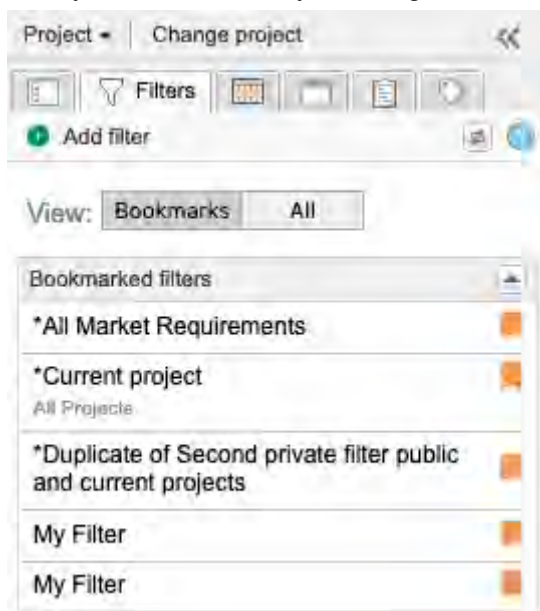 Project Change project
Filters
Add filter
View: Bookmarks All
Bookmarked filters
*All Market Requirements
*Current project
All Projects
*Duplicate of Second private filter public
and current projects
My Filter
My Filter